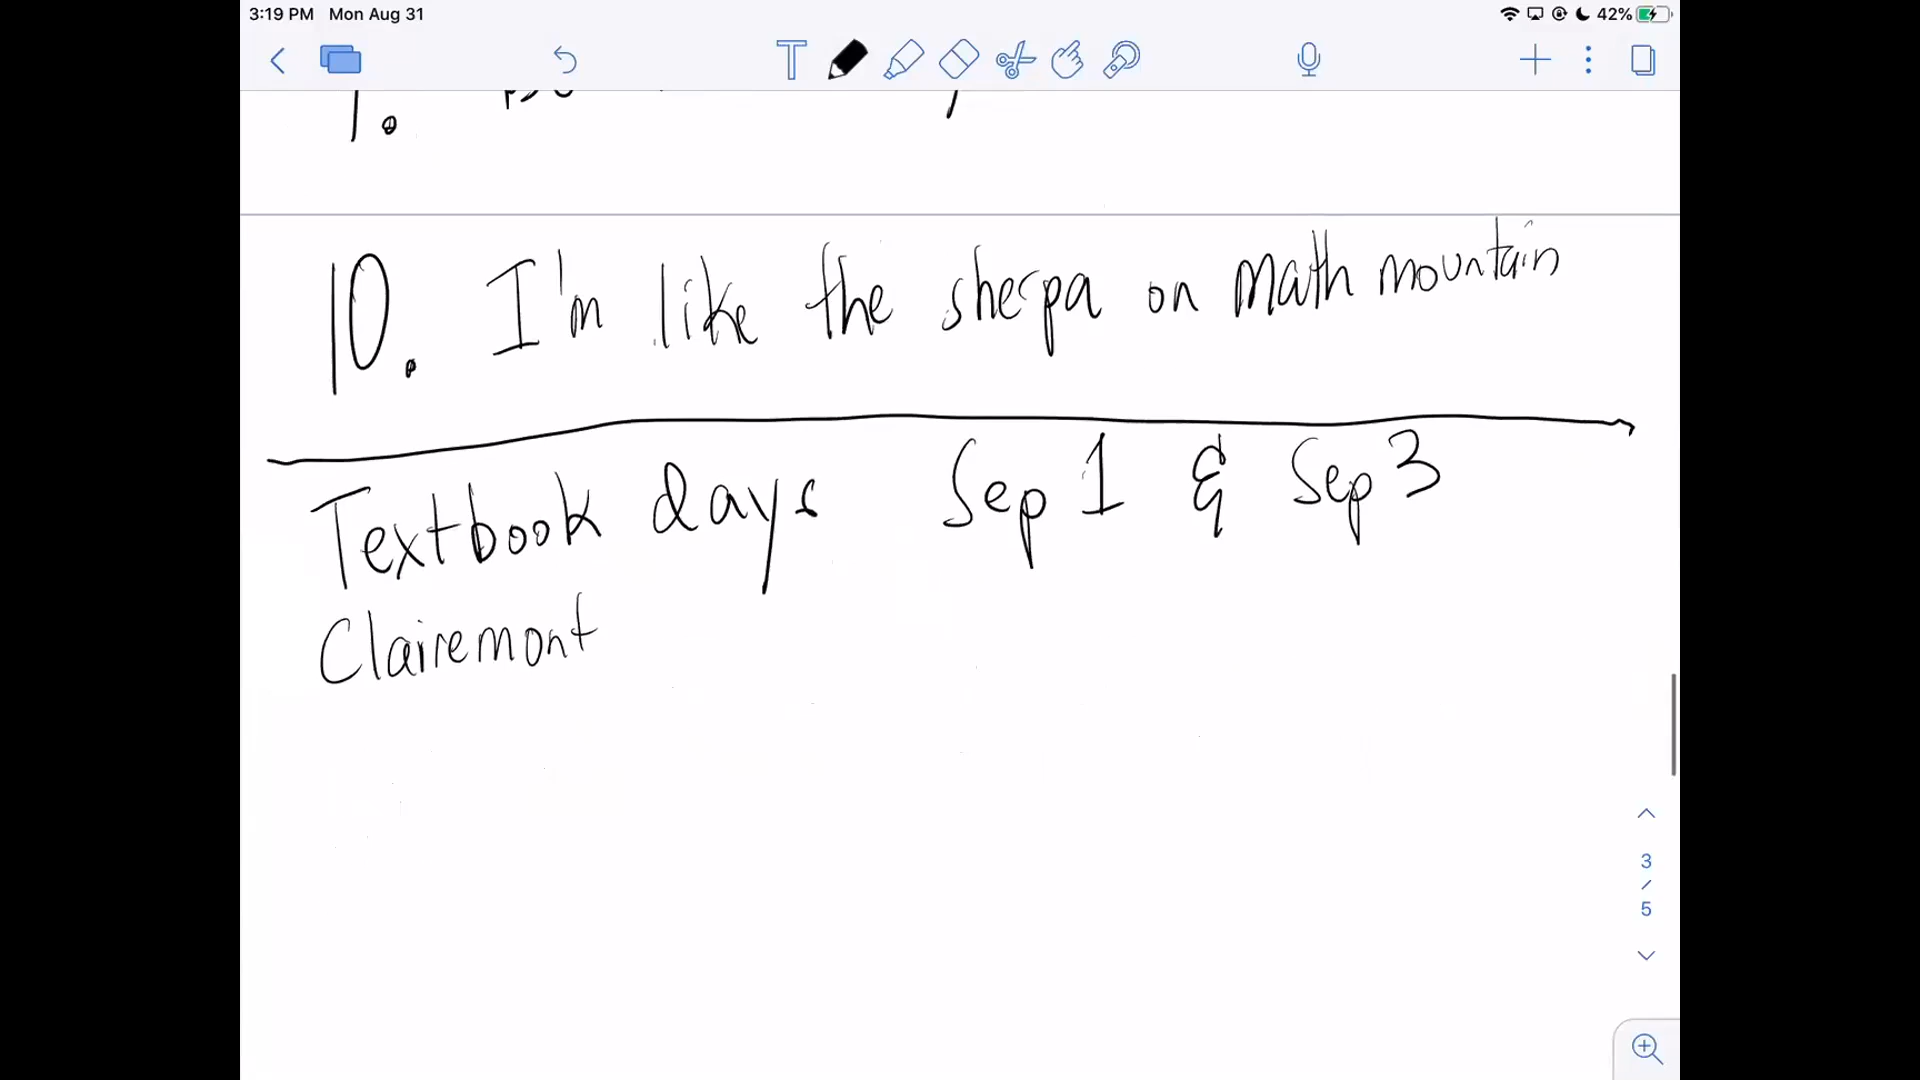 3:19 PM Mon Aug 31 42%
10. I'm like the sherpa on Math mountain
Textbook days Sep 1 & Sep 3
Clairemont
3
/
5